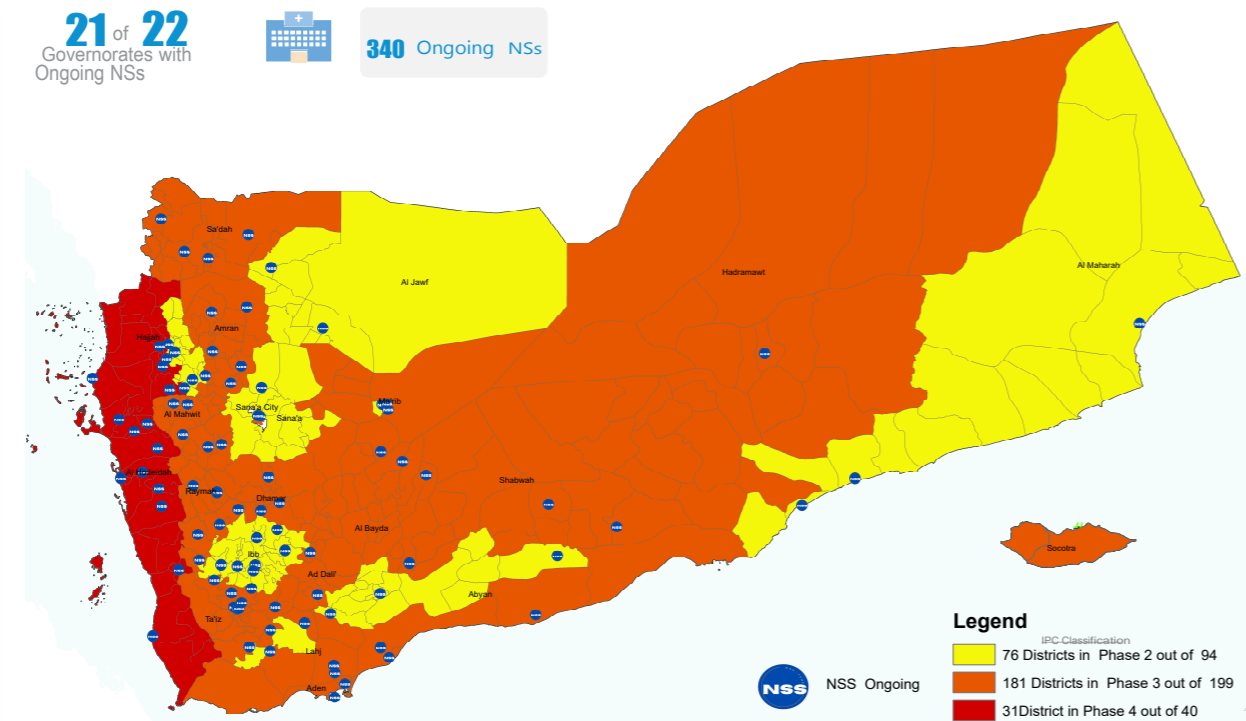 21 of 22
Governorates with
Ongoing NSs
340 Ongoing NSs
Sa'dah
Al Jawf
Hadramawt
Al Maharah
Amran
Hajjah
Ma'rib
Sana'a City
Sana'a
Al Mahwit
Al Hudaydah
Raymah
Dhamar
Shabwah
Al Bayda
Ibb
Ad Dali'
Abyan
Ta'iz
Lahj
Aden
Socotra
Legend
IPC Classification
76 Districts in Phase 2 out of 94
181 Districts in Phase 3 out of 199
31District in Phase 4 out of 40
NSS
NSS Ongoing